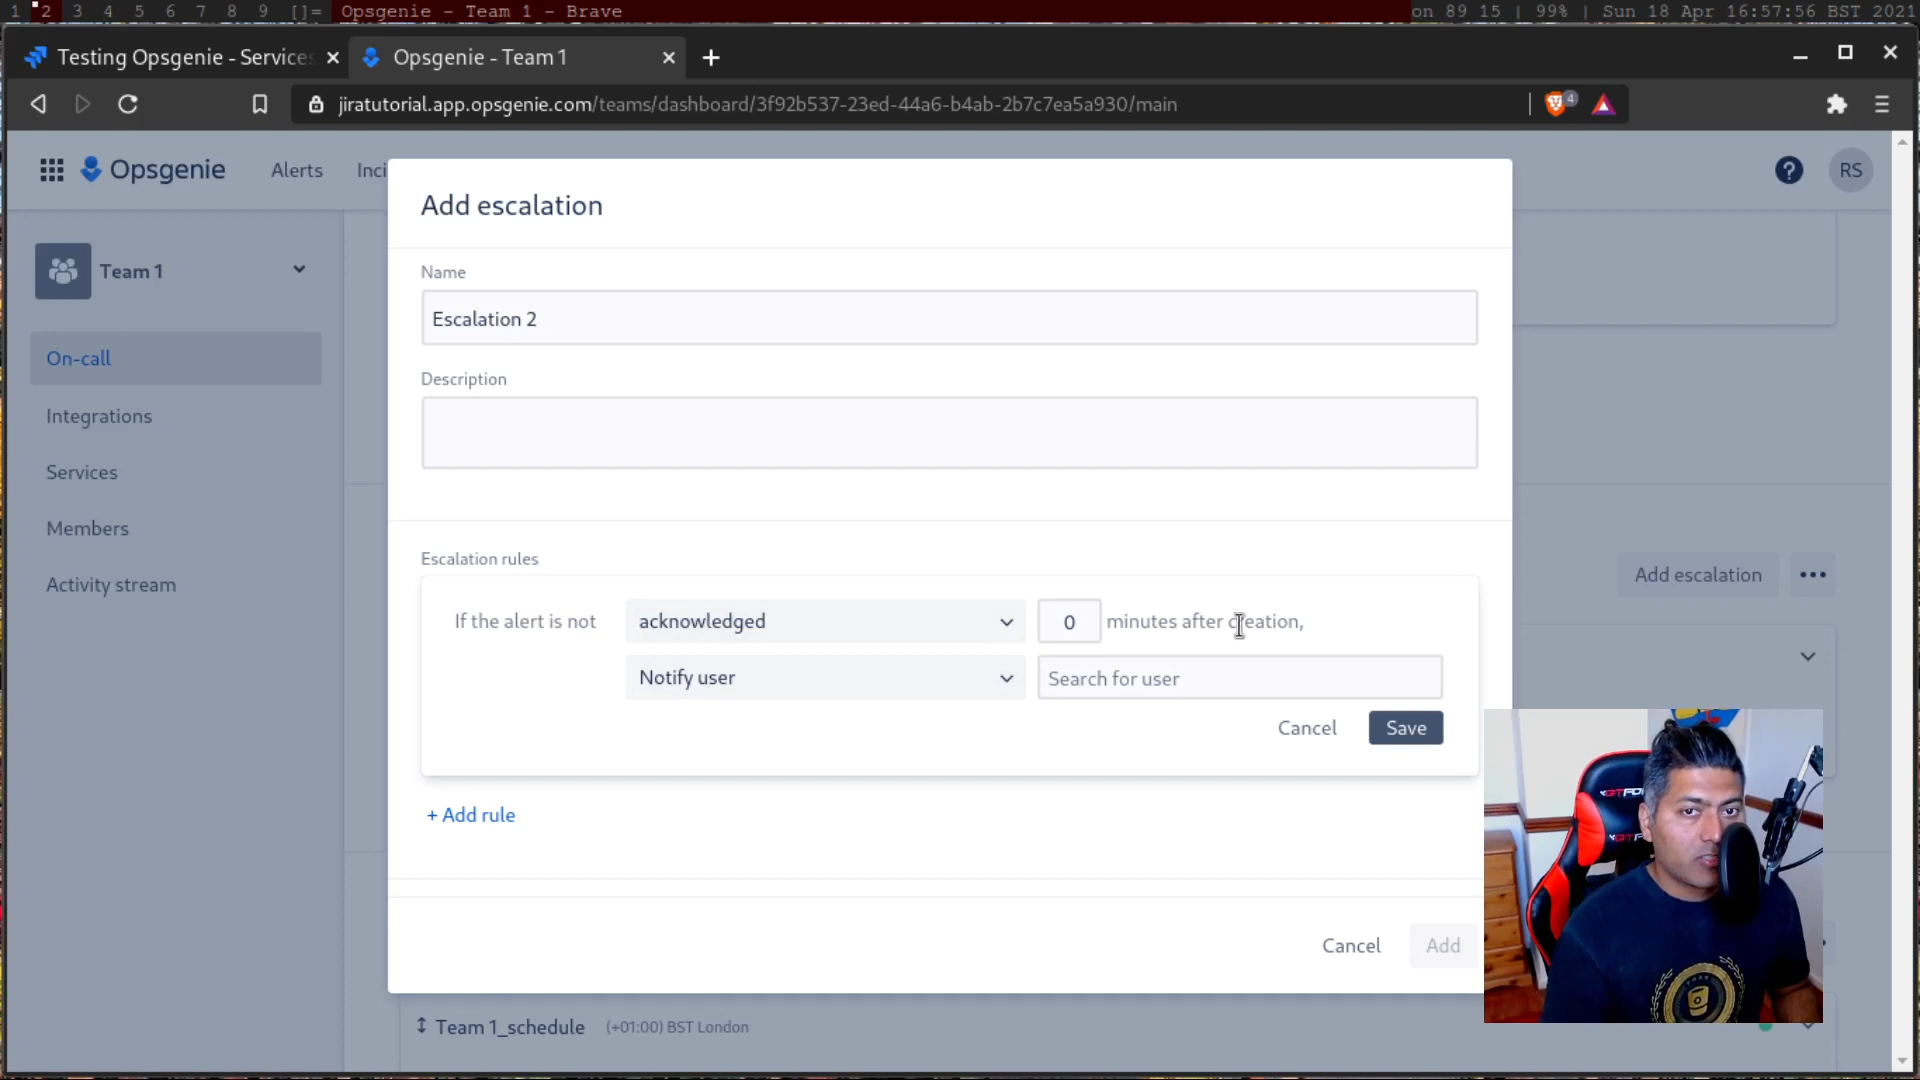 1 2 3 4 5 6 7 8 9 []= Opsgenie - Team 1 - Brave
on 89 15 | 99% | Sun 18 Apr 16:57:56 BST 2021
Testing Opsgenie - Services
Opsgenie - Team 1
jiratutorial.app.opsgenie.com/teams/dashboard/3f92b537-23ed-44a6-b4ab-2b7c7ea5a930/main
4
Opsgenie
Alerts
Inci
RS
Team 1
On-call
Integrations
Services
Members
Activity stream
Add escalation
Name
Escalation 2
Description
Escalation rules
If the alert is not acknowledged 0 minutes after creation,
Notify user Search for user
Cancel Save
+ Add rule
Cancel Add
Add escalation
Team 1_schedule (+01:00) BST London